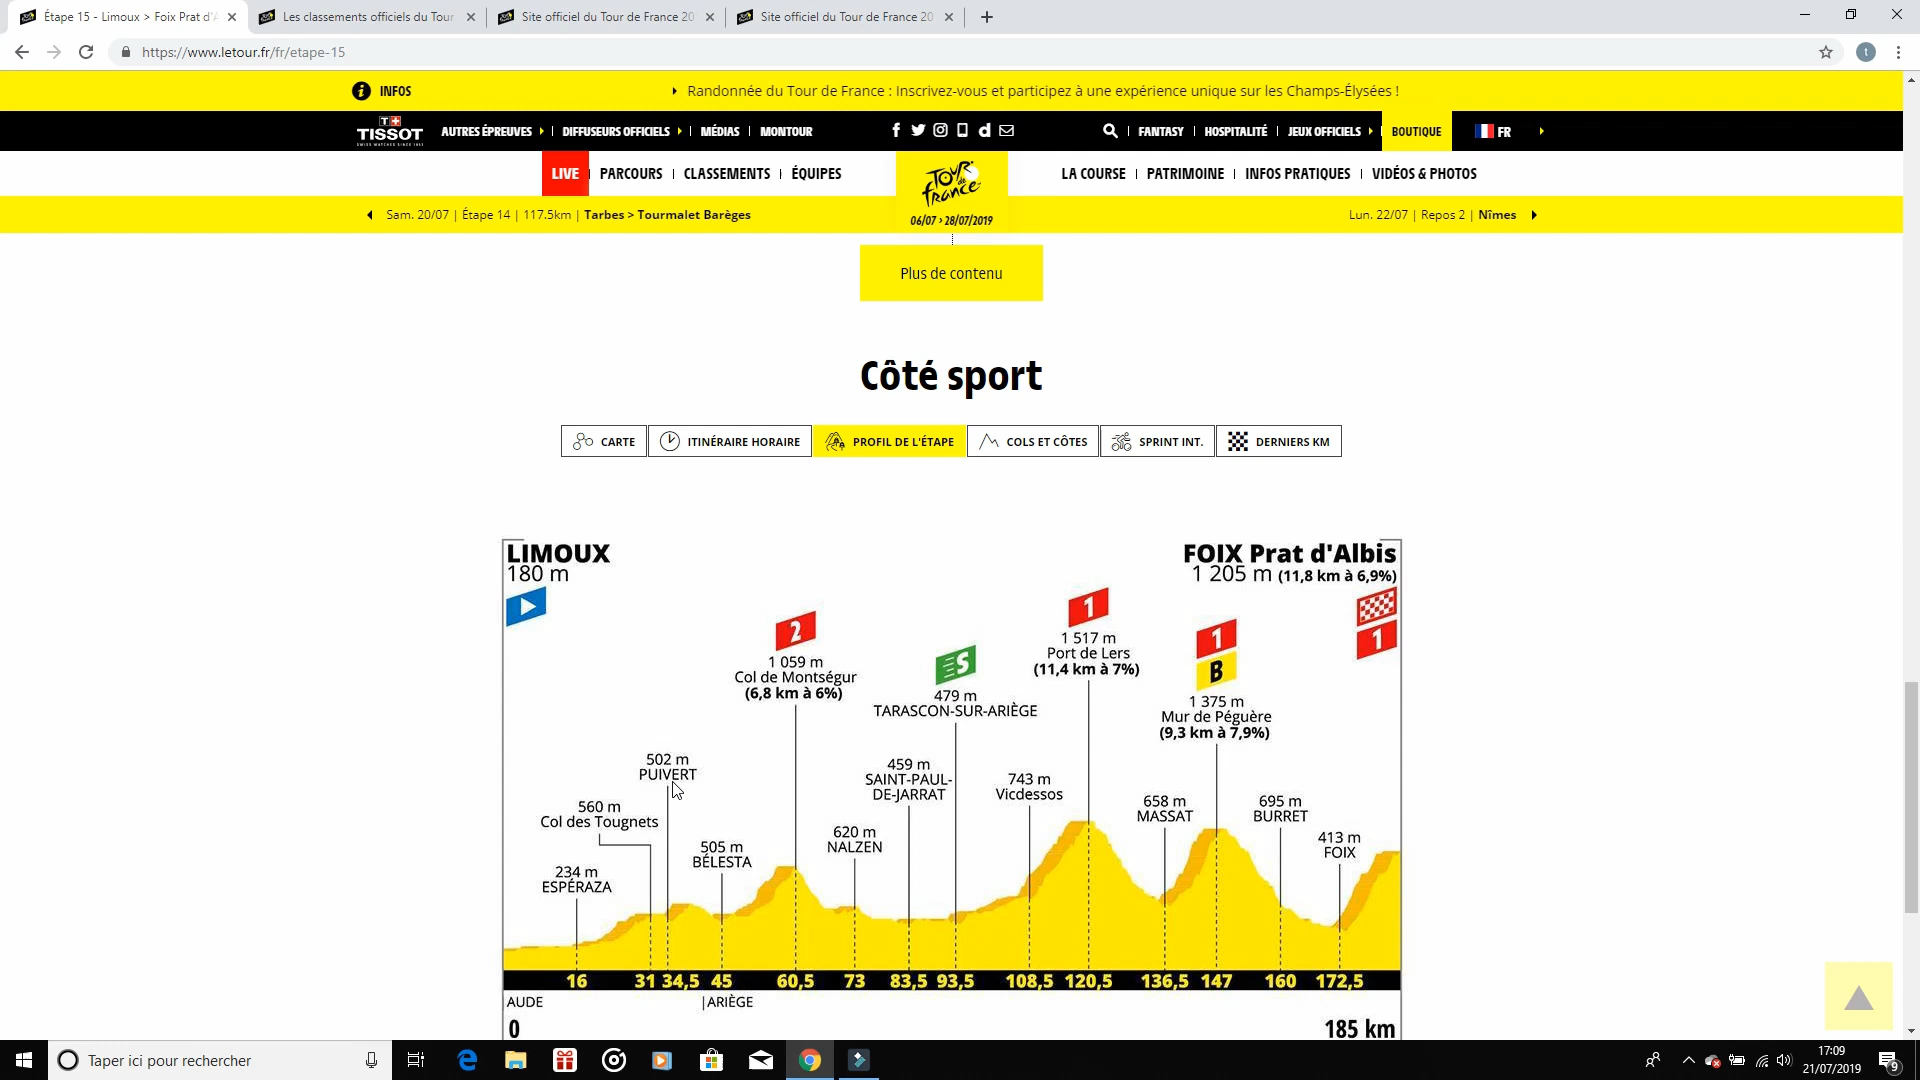 Étape 15 - Limoux > Foix Prat d'A
Les classements officiels du Tour
Site officiel du Tour de France 20
Site officiel du Tour de France 20
https://www.letour.fr/fr/etape-15
t
i INFOS
Randonnée du Tour de France : Inscrivez-vous et participez à une expérience unique sur les Champs-Élysées !
T+
TISSOT
AUTRES ÉPREUVES
DIFFUSEURS OFFICIELS
MÉDIAS
MONTOUR
FANTASY
HOSPITALITÉ
JEUX OFFICIELS
BOUTIQUE
FR
LIVE
PARCOURS
CLASSEMENTS
ÉQUIPES
TOUR de france
06/07 > 28/07/2019
LA COURSE
PATRIMOINE
INFOS PRATIQUES
VIDÉOS & PHOTOS
Sam. 20/07 | Étape 14 | 117.5km | Tarbes > Tourmalet Barèges
Lun. 22/07 | Repos 2 | Nîmes
Plus de contenu
Côté sport
CARTE
ITINÉRAIRE HORAIRE
PROFIL DE L'ÉTAPE
COLS ET CÔTES
SPRINT INT.
DERNIERS KM
LIMOUX
180 m
FOIX Prat d'Albis
1 205 m (11,8 km à 6,9%)
1
234 m
ESPÉRAZA
560 m
Col des Tougnets
502 m
PUIVERT
505 m
BÉLESTA
2
1 059 m
Col de Montségur
(6,8 km à 6%)
620 m
NALZEN
459 m
SAINT-PAUL-
DE-JARRAT
S
479 m
TARASCON-SUR-ARIÈGE
743 m
Vicdessos
1
1 517 m
Port de Lers
(11,4 km à 7%)
658 m
MASSAT
1
B
1 375 m
Mur de Péguère
(9,3 km à 7,9%)
695 m
BURRET
413 m
FOIX
16 31 34,5 45 60,5 73 83,5 93,5 108,5 120,5 136,5 147 160 172,5
AUDE |ARIÈGE
0 185 km
Taper ici pour rechercher
17:09
21/07/2019
9